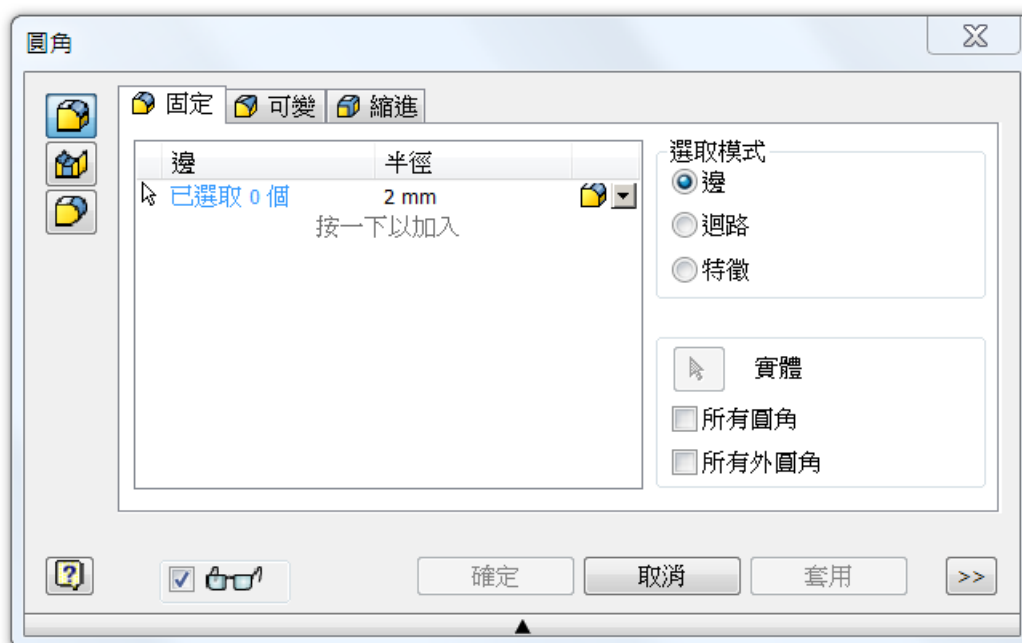 圓角
固定 可變 縮進
邊 半徑
已選取 0 個 2 mm
按一下以加入
選取模式
邊
迴路
特徵
實體
所有圓角
所有外圓角
確定 取消 套用 >>